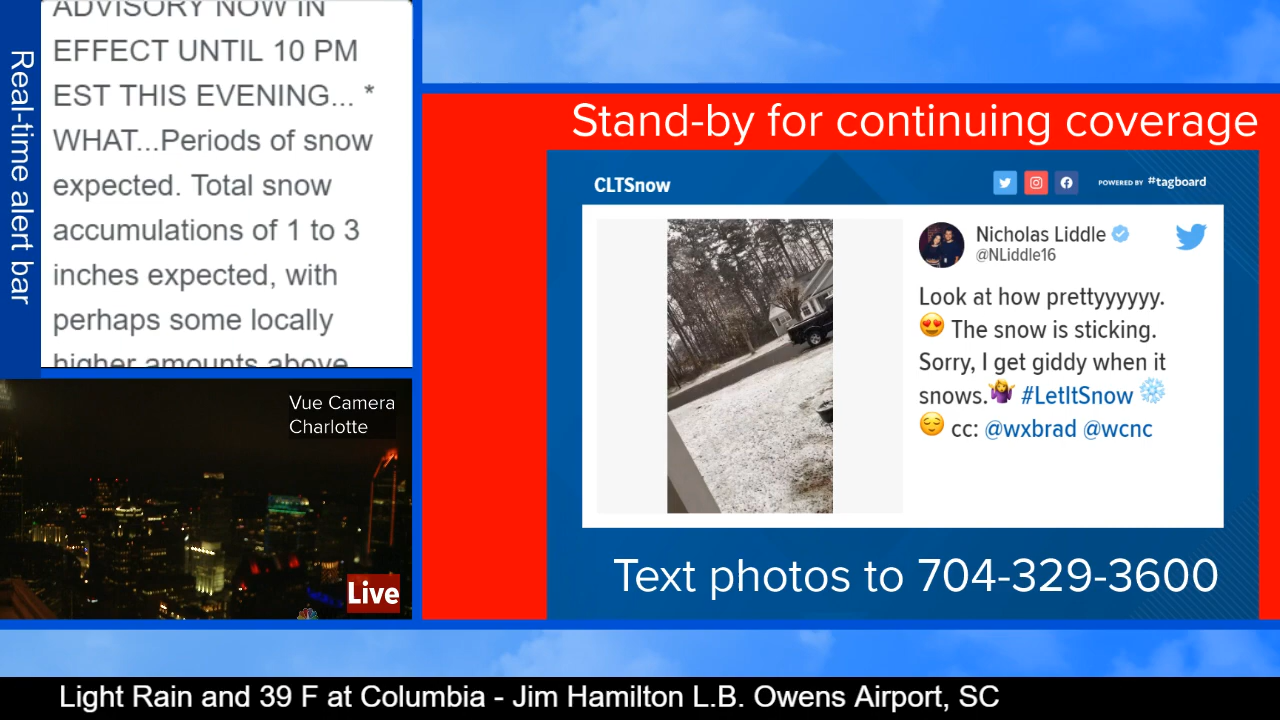 Real-time alert bar
ADVISORY NOW IN
EFFECT UNTIL 10 PM
EST THIS EVENING... *
WHAT...Periods of snow
expected. Total snow
accumulations of 1 to 3
inches expected, with
perhaps some locally
higher amounts above
Vue Camera
Charlotte
Live
Stand-by for continuing coverage
CLTSnow
POWERED BY #tagboard
Nicholas Liddle
@NLiddle16
Look at how prettyyyyyy.
😍 The snow is sticking.
Sorry, I get giddy when it
snows.🤷‍♀️ #LetItSnow ❄️
😌 cc: @wxbrad @wcnc
Text photos to 704-329-3600
Light Rain and 39 F at Columbia - Jim Hamilton L.B. Owens Airport, SC